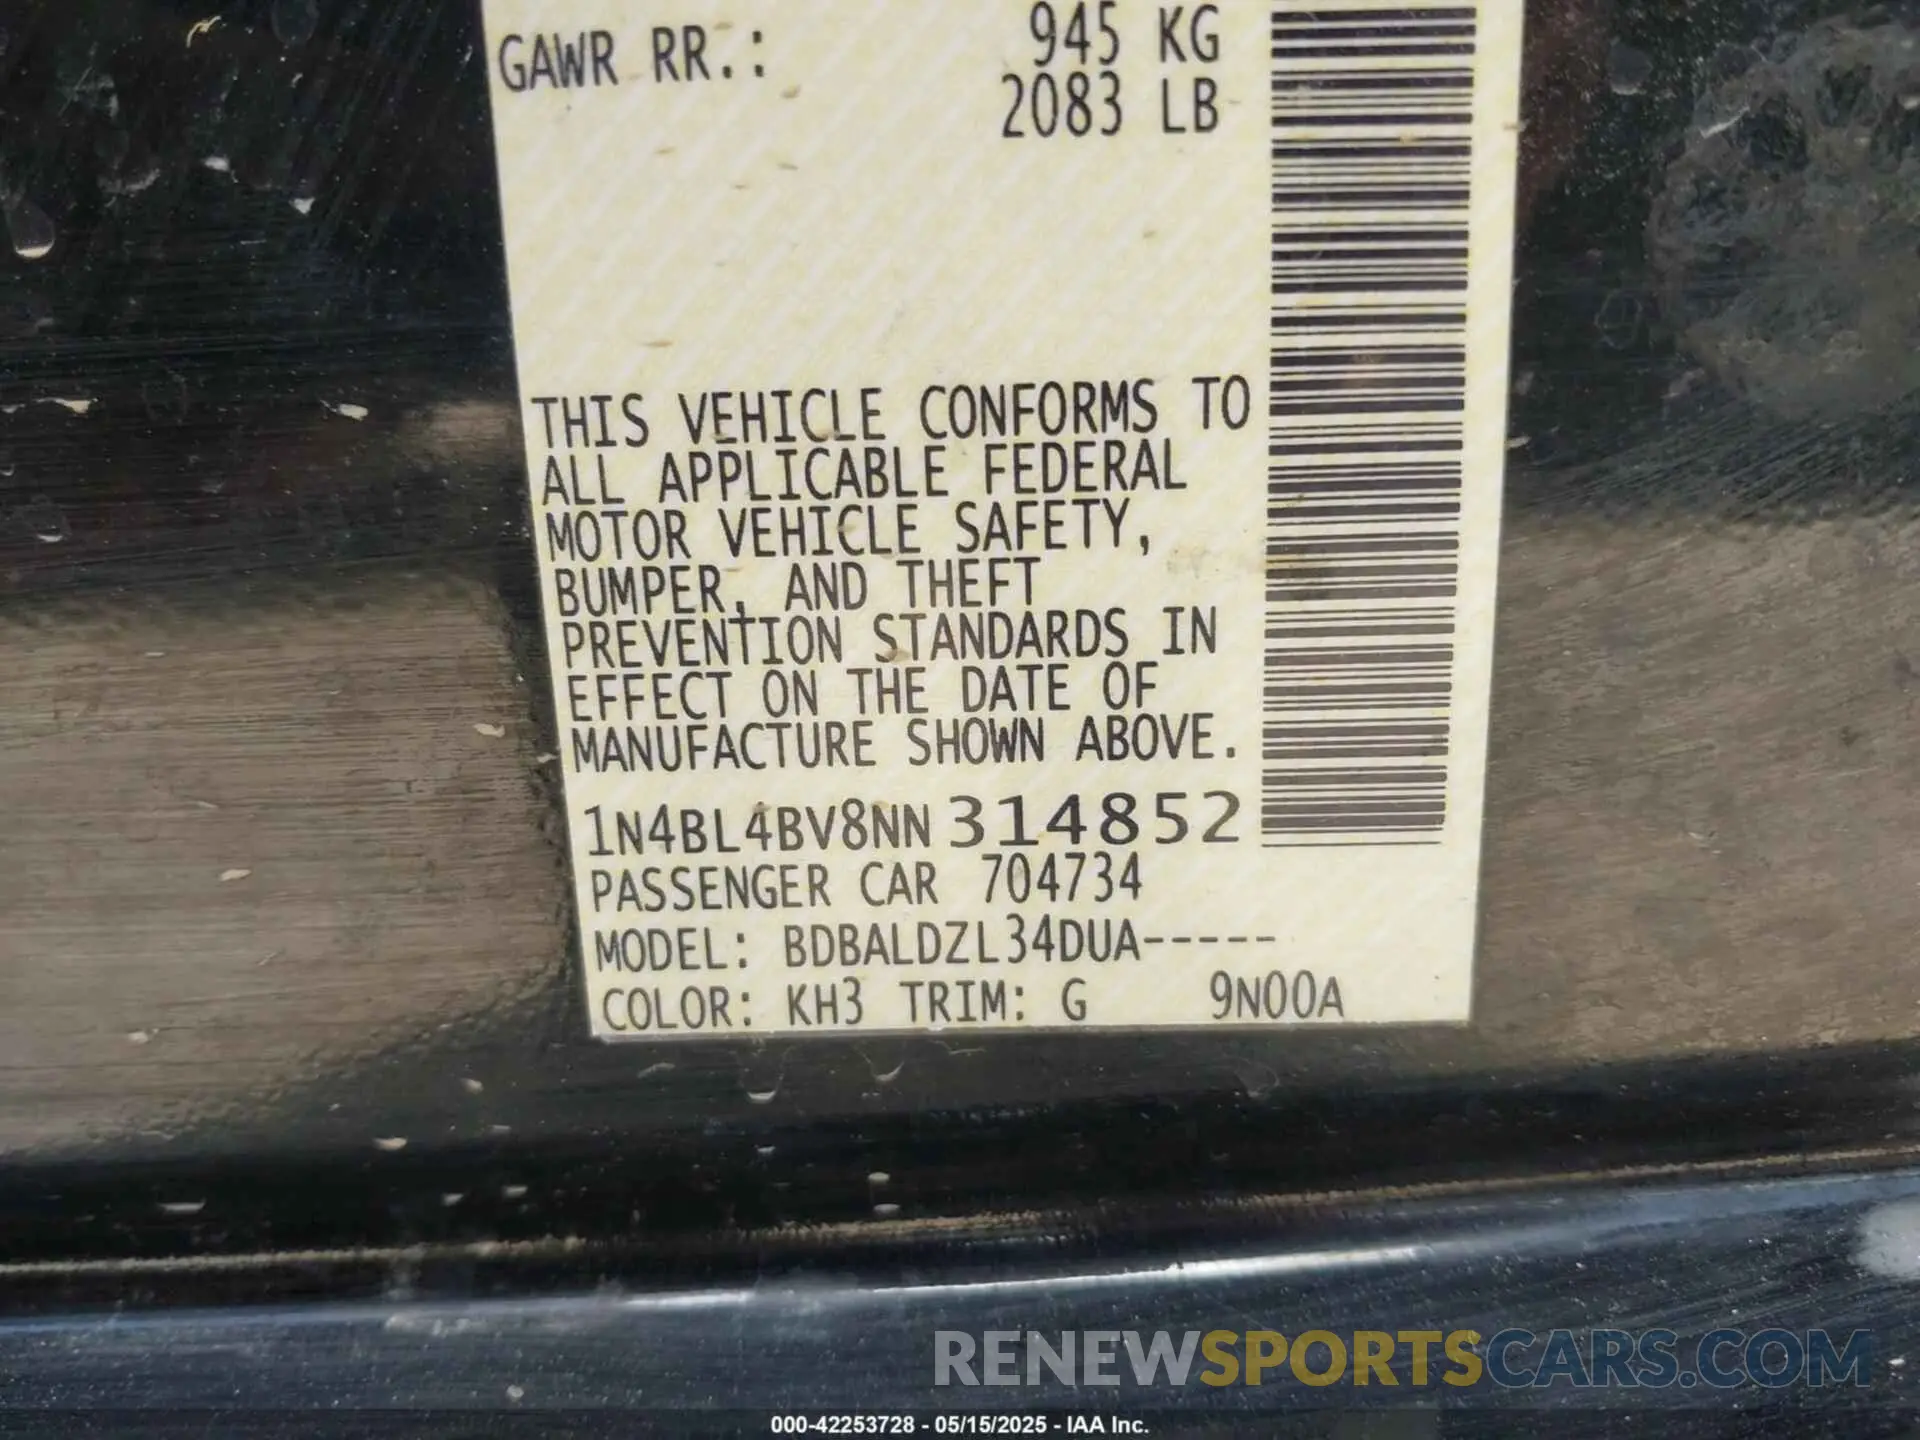 GAWR RR.: 945 KG
2083 LB
THIS VEHICLE CONFORMS TO
ALL APPLICABLE FEDERAL
MOTOR VEHICLE SAFETY,
BUMPER, AND THEFT
PREVENTION STANDARDS IN
EFFECT ON THE DATE OF
MANUFACTURE SHOWN ABOVE.
1N4BL4BV8NN314852
PASSENGER CAR 704734
MODEL: BDBALDZL34DUA-----
COLOR: KH3 TRIM: G 9N00A
RENEWSPORTSCARS.COM
000-42253728 - 05/15/2025 - IAA Inc.